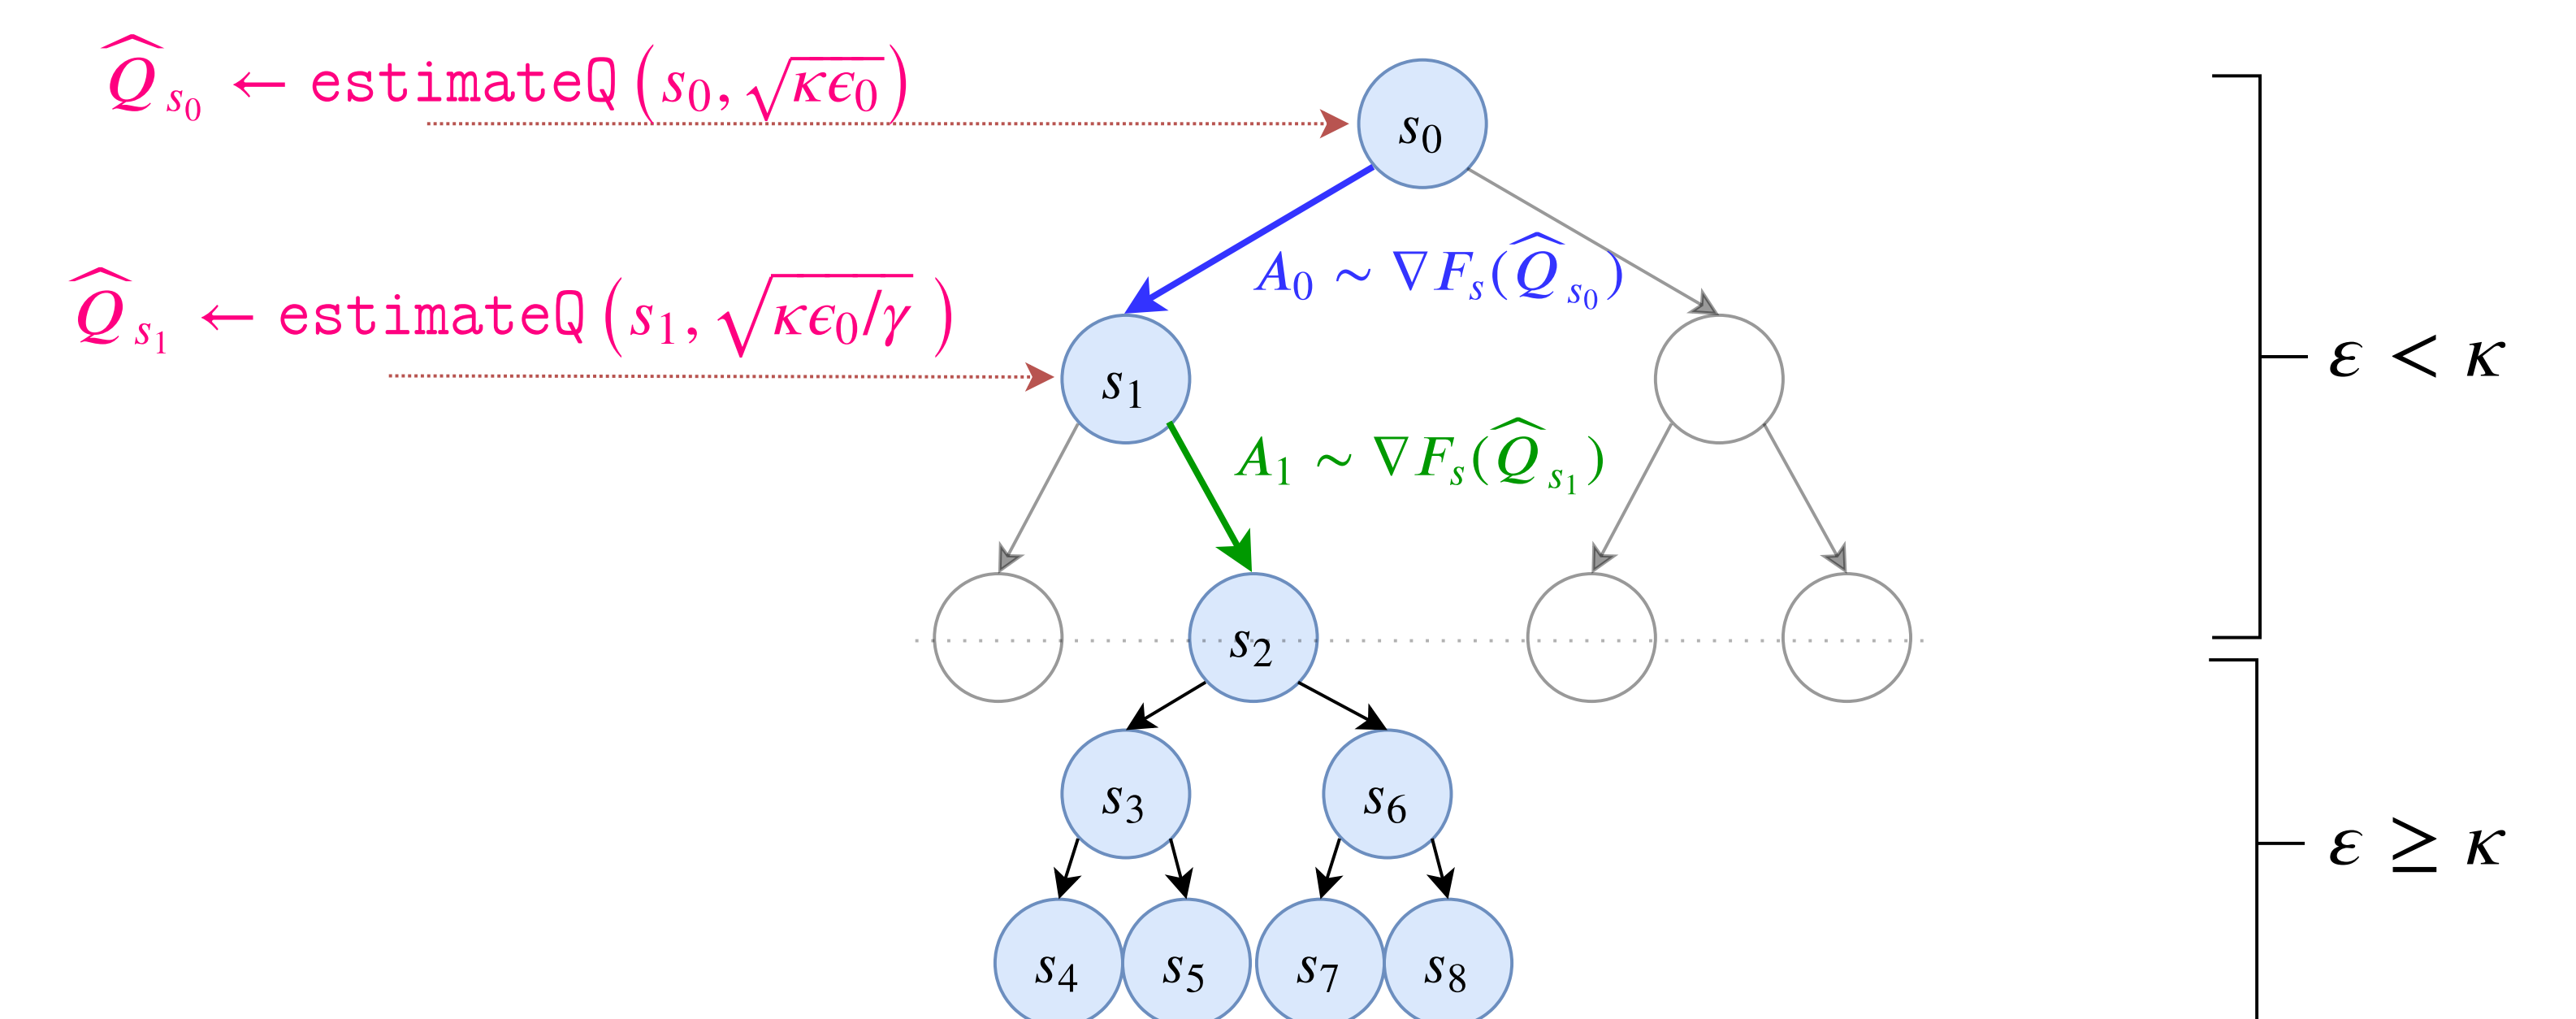 Q̂_{s_0} ← estimateQ(s_0, √(κϵ_0))
s_0
A_0 ∼ ∇F_s(Q̂_{s_0})
Q̂_{s_1} ← estimateQ(s_1, √(κϵ_0/γ))
ε < κ
s_1
A_1 ∼ ∇F_s(Q̂_{s_1})
s_2
s_3 s_6
ε ≥ κ
s_4 s_5 s_7 s_8